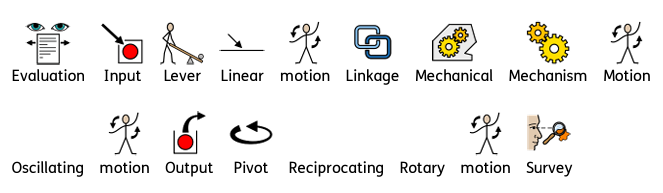 Evaluation Input Lever Linear motion Linkage Mechanical Mechanism Motion
Oscillating motion Output Pivot Reciprocating Rotary motion Survey